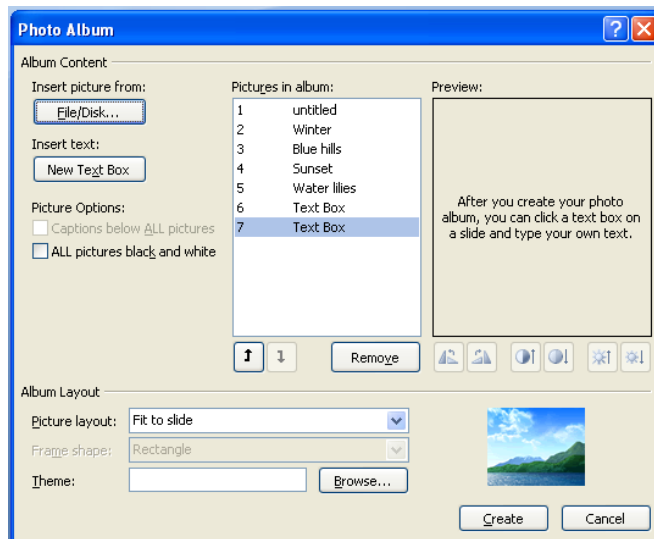 Photo Album
Album Content
Insert picture from:
File/Disk...
Insert text:
New Text Box
Picture Options:
Captions below ALL pictures
ALL pictures black and white
Pictures in album:
1 untitled
2 Winter
3 Blue hills
4 Sunset
5 Water lilies
6 Text Box
7 Text Box
Remove
Preview:
After you create your photo
album, you can click a text box on
a slide and type your own text.
Album Layout
Picture layout: Fit to slide
Frame shape: Rectangle
Theme:
Browse...
Create
Cancel